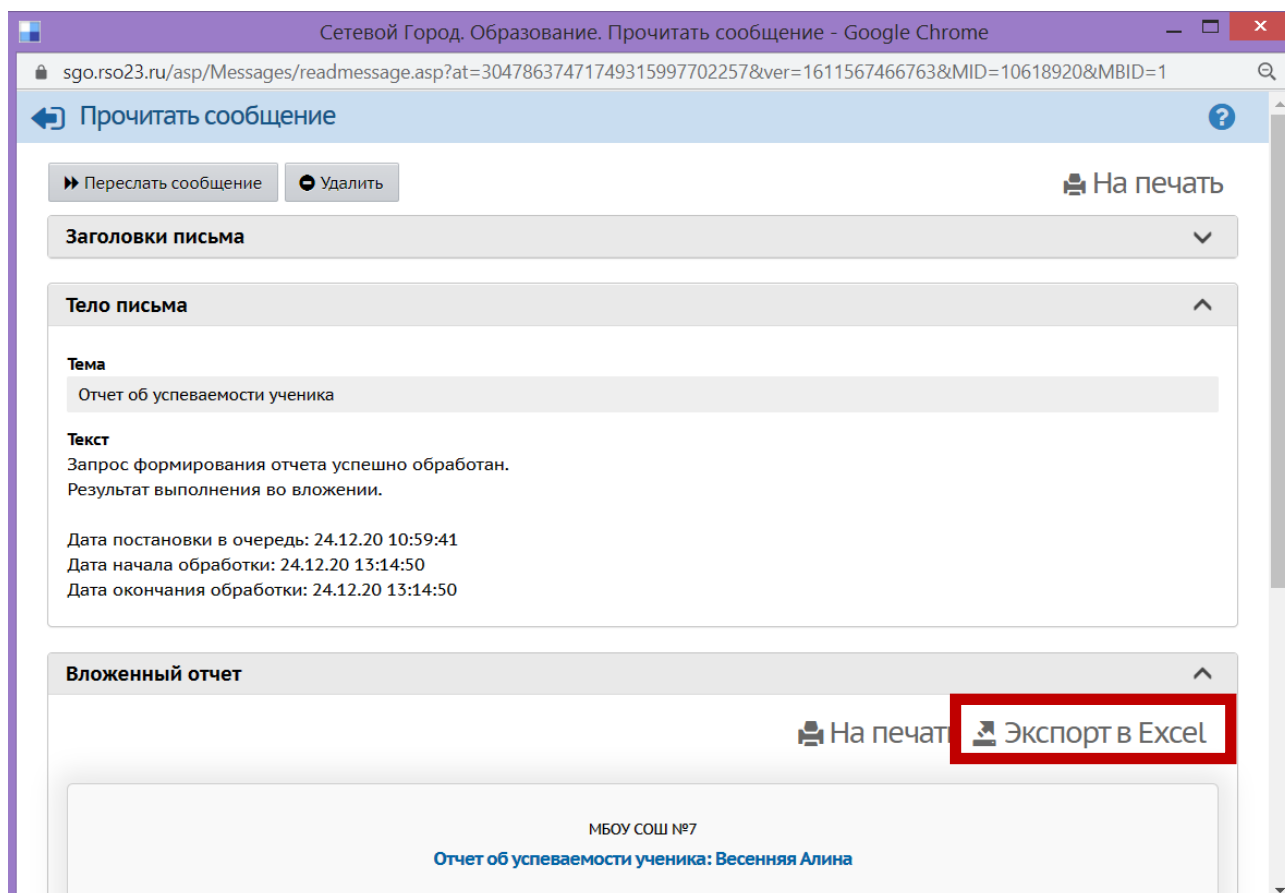 Сетевой Город. Образование. Прочитать сообщение - Google Chrome
sgo.rso23.ru/asp/Messages/readmessage.asp?at=30478637471749315997702257&ver=1611567466763&MID=10618920&MBID=1
Прочитать сообщение
Переслать сообщение
Удалить
На печать
Заголовки письма
Тело письма
Тема
Отчет об успеваемости ученика
Текст
Запрос формирования отчета успешно обработан.
Результат выполнения во вложении.
Дата постановки в очередь: 24.12.20 10:59:41
Дата начала обработки: 24.12.20 13:14:50
Дата окончания обработки: 24.12.20 13:14:50
Вложенный отчет
На печат
Экспорт в Excel
МБОУ СОШ №7
Отчет об успеваемости ученика: Весенняя Алина